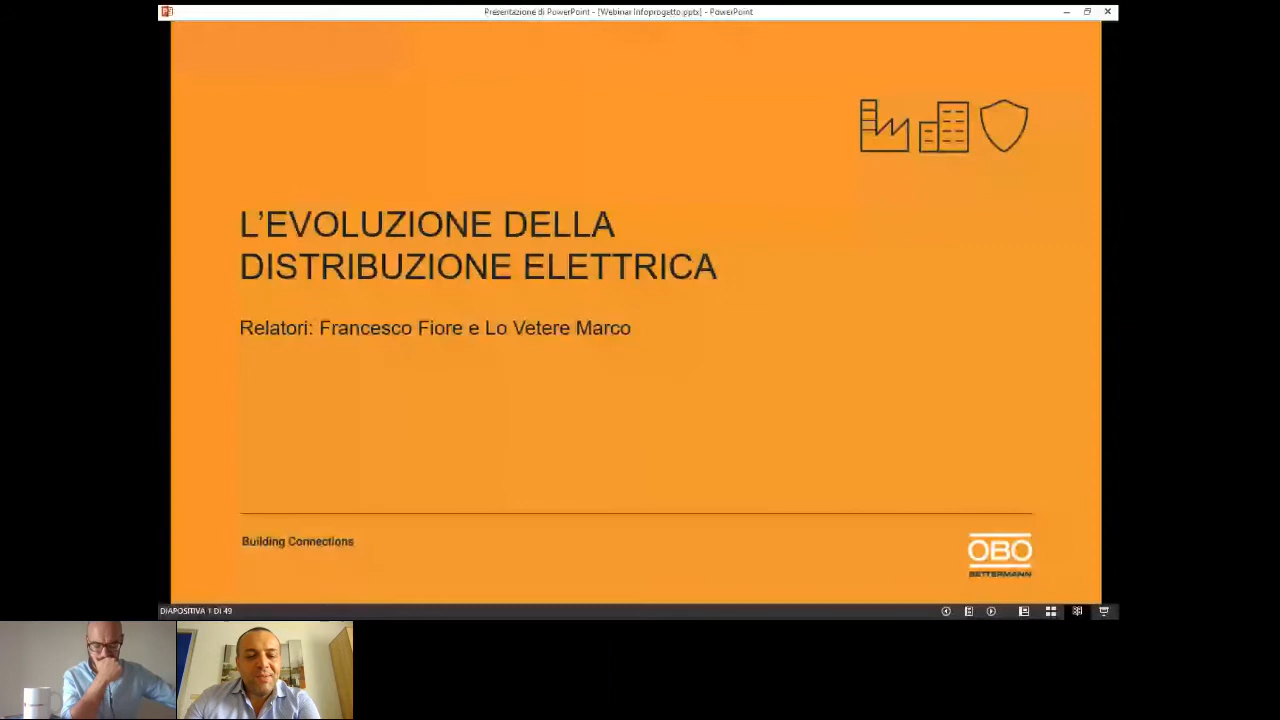 Presentazione di PowerPoint - [Webinar Infoprogetto.pptx] - PowerPoint
L'EVOLUZIONE DELLA
DISTRIBUZIONE ELETTRICA
Relatori: Francesco Fiore e Lo Vetere Marco
Building Connections
OBO
BETTERMANN
DIAPOSITIVA 1 DI 49